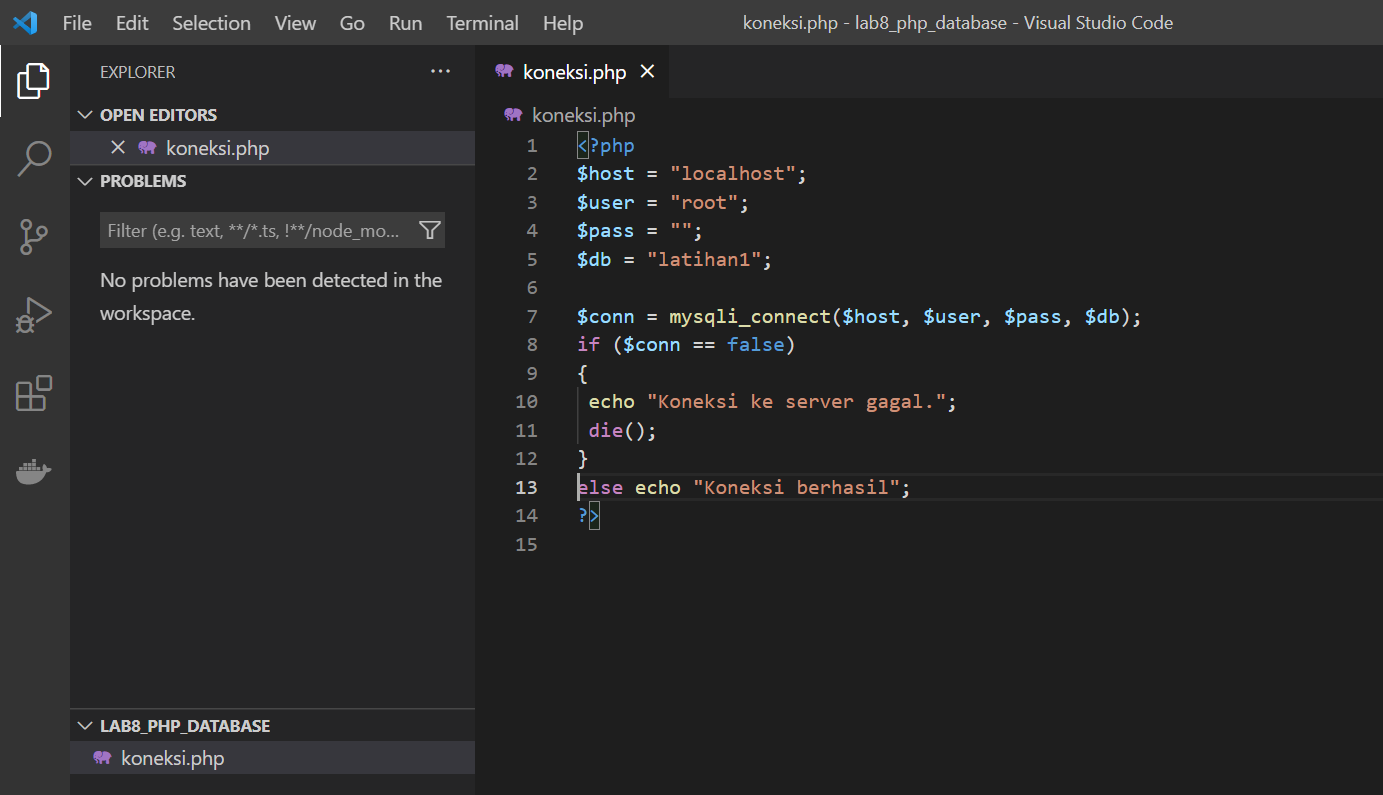 File Edit Selection View Go Run Terminal Help koneksi.php - lab8_php_database - Visual Studio Code
EXPLORER ...
OPEN EDITORS
koneksi.php
PROBLEMS
Filter (e.g. text, **/*.ts, !**/node_mo...
No problems have been detected in the
workspace.
LAB8_PHP_DATABASE
koneksi.php
koneksi.php
koneksi.php
1 <?php
2 $host = "localhost";
3 $user = "root";
4 $pass = "";
5 $db = "latihan1";
6
7 $conn = mysqli_connect($host, $user, $pass, $db);
8 if ($conn == false)
9 {
10 echo "Koneksi ke server gagal.";
11 die();
12 }
13 else echo "Koneksi berhasil";
14 ?>
15